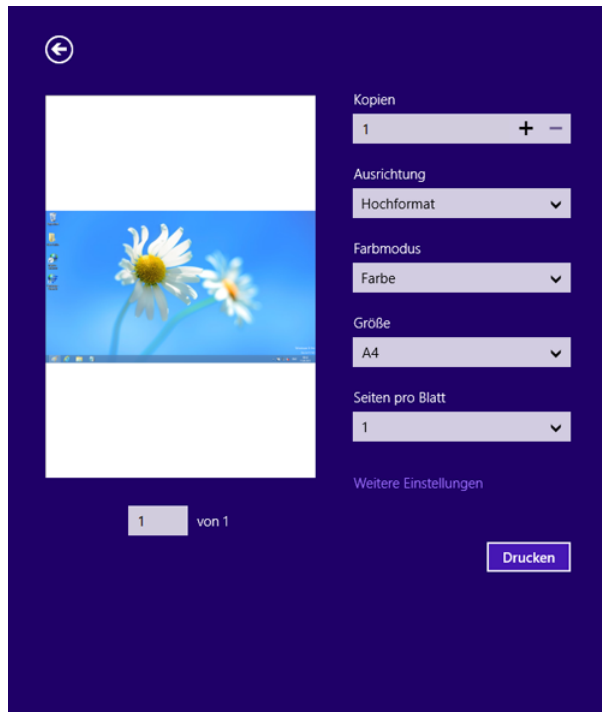 Kopien
1
Ausrichtung
Hochformat
Farbmodus
Farbe
Größe
A4
Seiten pro Blatt
1
Weitere Einstellungen
1 von 1
Drucken